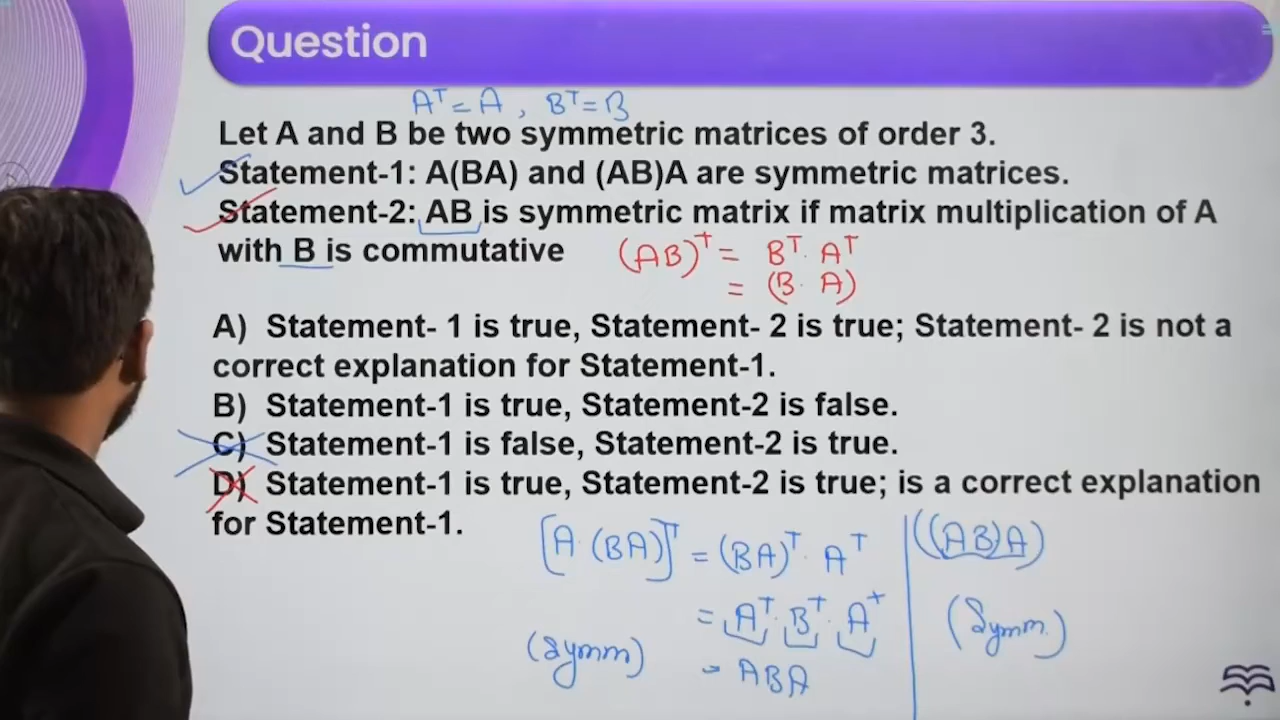 Question
Aᵀ = A , Bᵀ = B
Let A and B be two symmetric matrices of order 3.
Statement-1: A(BA) and (AB)A are symmetric matrices.
Statement-2: AB is symmetric matrix if matrix multiplication of A
with B is commutative
(AB)ᵀ = Bᵀ. Aᵀ
= (B. A)
A) Statement- 1 is true, Statement- 2 is true; Statement- 2 is not a
correct explanation for Statement-1.
B) Statement-1 is true, Statement-2 is false.
C) Statement-1 is false, Statement-2 is true.
D) Statement-1 is true, Statement-2 is true; is a correct explanation
for Statement-1.
[A.(BA)]ᵀ = (BA)ᵀ. Aᵀ
= Aᵀ. Bᵀ. Aᵀ
(Symm)
= ABA
((AB)A)
(Symm.)